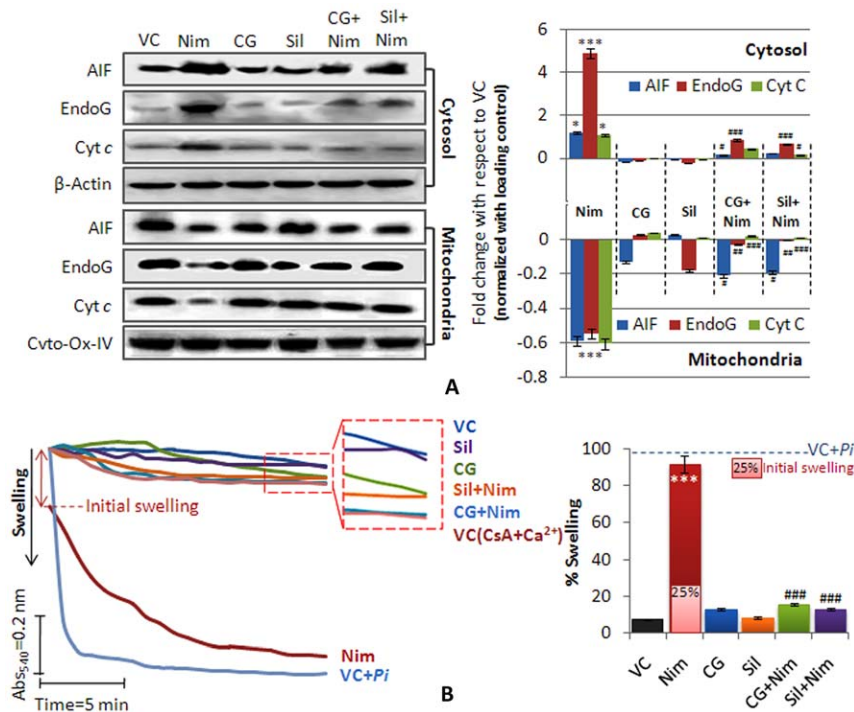 VC Nim CG Sil CG+ Nim Sil+ Nim
AIF
EndoG
Cyt c
β-Actin
Cytosol
AIF
EndoG
Cyt c
Cvto-Ox-IV
Mitochondria
Fold change with respect to VC
(normalized with loading control)
6
4
2
0
0
-0.2
-0.4
-0.6
-0.8
Cytosol
AIF EndoG Cyt C
***
* *
# ### ### #
Nim CG Sil CG+ Nim Sil+ Nim
# ## ### # ## ###
AIF EndoG Cyt C
***
Mitochondria
A
Swelling
Initial swelling
Abs540=0.2 nm
Time=5 min
VC
Sil
CG
Sil+Nim
CG+Nim
VC(CsA+Ca²⁺)
Nim
VC+Pi
B
% Swelling
100
80
60
40
20
0
VC+Pi
25% Initial swelling
***
25%
### ###
VC Nim CG Sil CG+Nim Sil+Nim